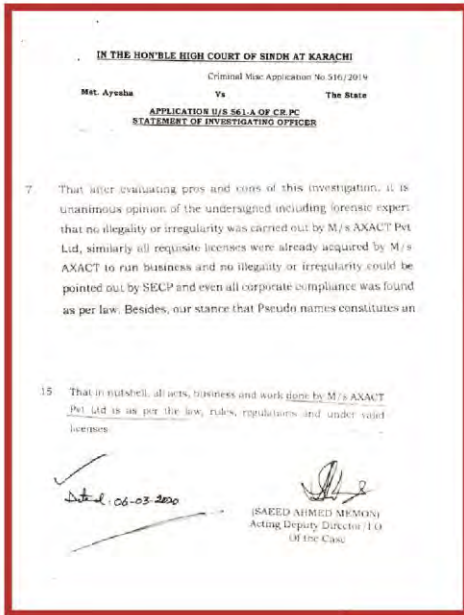 IN THE HON'BLE HIGH COURT OF SINDH AT KARACHI
Criminal Misc Application No 516/2019
Mst. Ayesha Vs The State
APPLICATION U/S 561-A OF CR.PC
STATEMENT OF INVESTIGATING OFFICER
7. That after evaluating pros and cons of this investigation, it is
unanimous opinion of the undersigned including forensic expert
that no illegality or irregularity was carried out by M/s AXACT Pvt
Ltd, similarly all requisite licenses were already acquired by M/s
AXACT to run business and no illegality or irregularity could be
pointed out by SECP and even all corporate compliance was found
as per law. Besides, our stance that Pseudo names constitutes an
15 That in nutshell, all acts, business and work done by M/s AXACT
Pvt Ltd is as per the law, rules, regulations and under valid
licenses
Dated: 06-03-2020
(SAEED AHMED MEMON)
Acting Deputy Director/I O
Of the Case